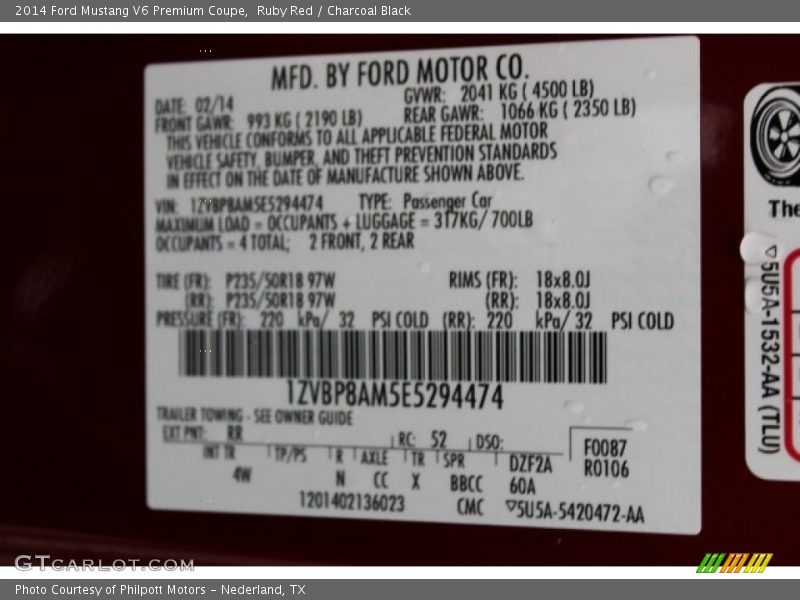 2014 Ford Mustang V6 Premium Coupe, Ruby Red / Charcoal Black
MFD. BY FORD MOTOR CO.
DATE: 02/14 GVWR: 2041 KG ( 4500 LB)
FRONT GAWR: 993 KG ( 2190 LB) REAR GAWR: 1066 KG ( 2350 LB)
THIS VEHICLE CONFORMS TO ALL APPLICABLE FEDERAL MOTOR
VEHICLE SAFETY, BUMPER, AND THEFT PREVENTION STANDARDS
IN EFFECT ON THE DATE OF MANUFACTURE SHOWN ABOVE.
VIN: 1ZVBP8AM5E5294474 TYPE: Passenger Car
MAXIMUM LOAD = OCCUPANTS + LUGGAGE = 317KG/ 700LB
OCCUPANTS = 4 TOTAL; 2 FRONT, 2 REAR
TIRE (FR): P235/50R18 97W RIMS (FR): 18x8.0J
(RR): P235/50R18 97W (RR): 18x8.0J
PRESSURE (FR): 220 kPa/ 32 PSI COLD (RR): 220 kPa/ 32 PSI COLD
1ZVBP8AM5E5294474
TRAILER TOWING - SEE OWNER GUIDE
EXT PNT: RR RC: 52 DSO: F0087
INT TR TP/PS R AXLE TR SPR DZF2A R0106
4W N CC X BBCC 60A
1201402136023 CMC ▽5U5A-5420472-AA
The
▽5U5A-1532-AA (TLU)
GTCARLOT.COM
Photo Courtesy of Philpott Motors - Nederland, TX